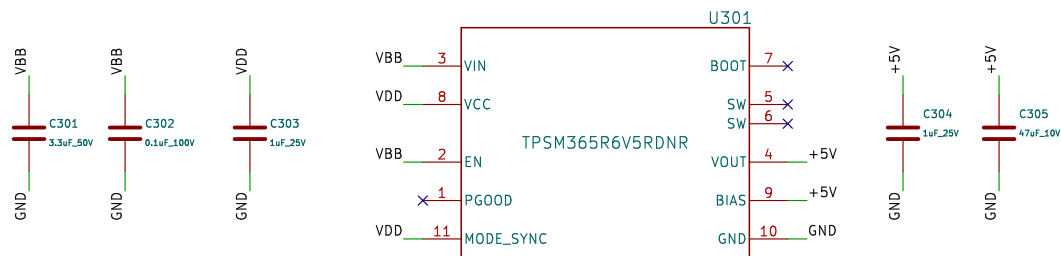 VBB
C301
3.3uF_50V
GND
VBB
C302
0.1uF_100V
GND
VDD
C303
1uF_25V
GND
U301
TPSM365R6V5RDNR
VBB 3 VIN
VDD 8 VCC
VBB 2 EN
1 PGOOD
VDD 11 MODE_SYNC
BOOT 7
SW 5
SW 6
VOUT 4 +5V
BIAS 9 +5V
GND 10 GND
+5V
C304
1uF_25V
GND
+5V
C305
47uF_10V
GND